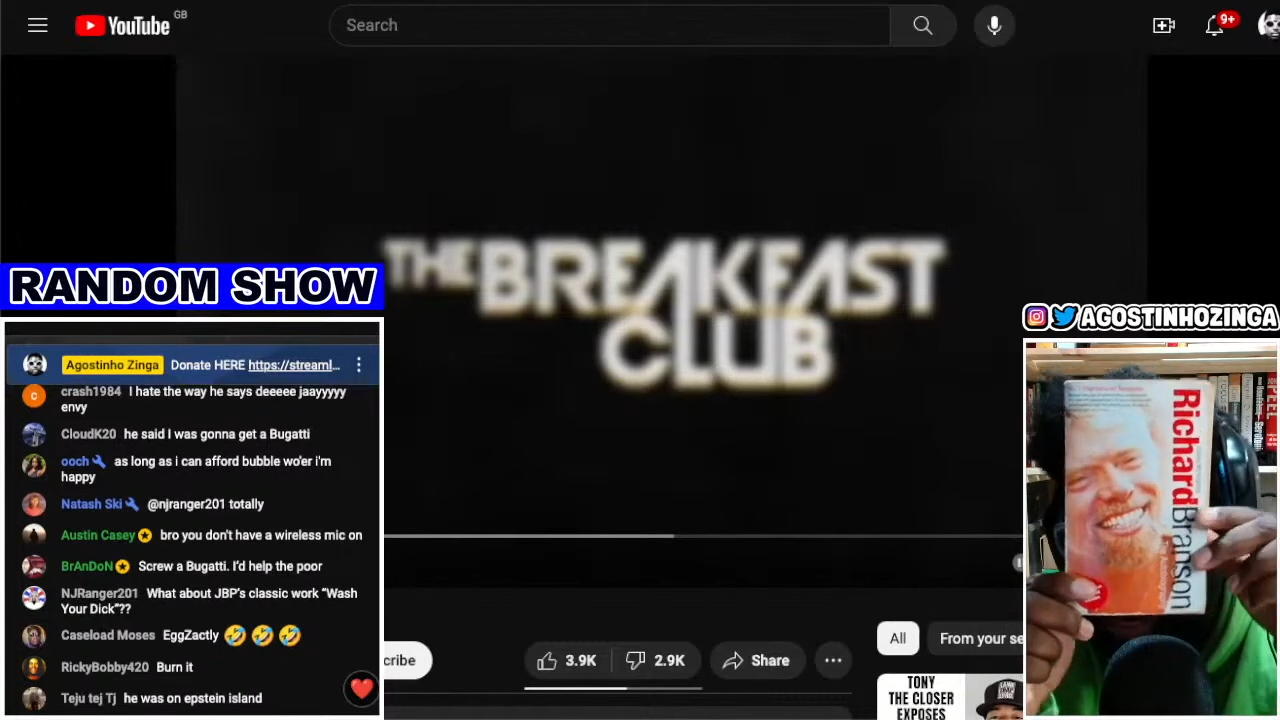 YouTube GB
Search
9+
THE BREAKFAST
CLUB
RANDOM SHOW
Agostinho Zinga Donate HERE https://streaml...
crash1984 I hate the way he says deeeee jaayyyyy
envy
CloudK20 he said I was gonna get a Bugatti
ooch as long as i can afford bubble wo'er i'm
happy
Natash Ski @njranger201 totally
Austin Casey bro you don't have a wireless mic on
BrAnDoN Screw a Bugatti. I'd help the poor
NJRanger201 What about JBP's classic work “Wash
Your Dick”??
Caseload Moses EggZactly 🤣 🤣 🤣
RickyBobby420 Burn it
Teju tej Tj he was on epstein island
cribe
3.9K
2.9K
Share
All
From your se
TONY
THE CLOSER
EXPOSES
AGOSTINHOZINGA
Richard Branson